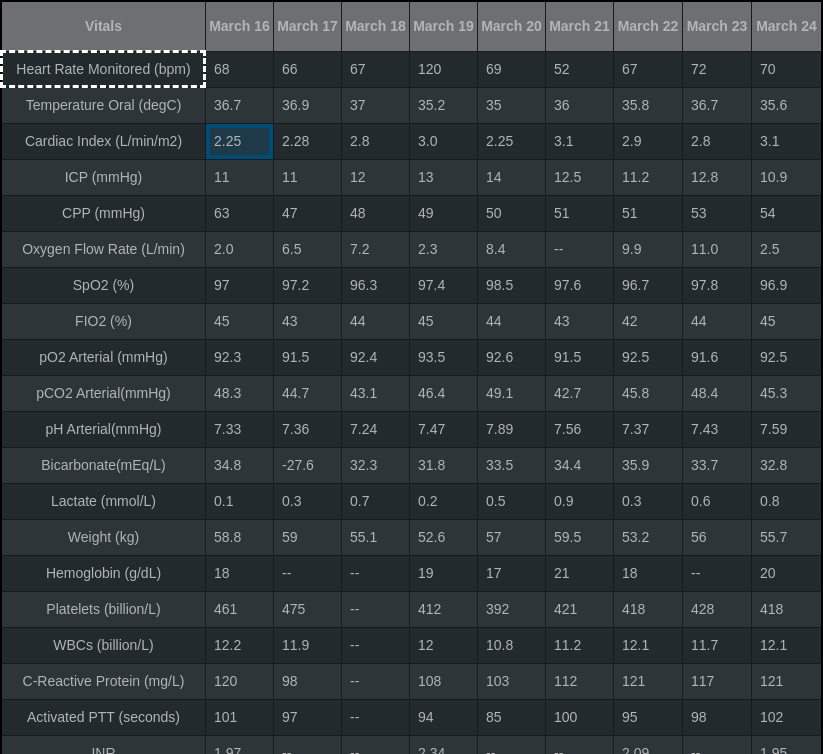 Vitals March 16 March 17 March 18 March 19 March 20 March 21 March 22 March 23 March 24
Heart Rate Monitored (bpm) 68 66 67 120 69 52 67 72 70
Temperature Oral (degC) 36.7 36.9 37 35.2 35 36 35.8 36.7 35.6
Cardiac Index (L/min/m2) 2.25 2.28 2.8 3.0 2.25 3.1 2.9 2.8 3.1
ICP (mmHg) 11 11 12 13 14 12.5 11.2 12.8 10.9
CPP (mmHg) 63 47 48 49 50 51 51 53 54
Oxygen Flow Rate (L/min) 2.0 6.5 7.2 2.3 8.4 -- 9.9 11.0 2.5
SpO2 (%) 97 97.2 96.3 97.4 98.5 97.6 96.7 97.8 96.9
FIO2 (%) 45 43 44 45 44 43 42 44 45
pO2 Arterial (mmHg) 92.3 91.5 92.4 93.5 92.6 91.5 92.5 91.6 92.5
pCO2 Arterial(mmHg) 48.3 44.7 43.1 46.4 49.1 42.7 45.8 48.4 45.3
pH Arterial(mmHg) 7.33 7.36 7.24 7.47 7.89 7.56 7.37 7.43 7.59
Bicarbonate(mEq/L) 34.8 -27.6 32.3 31.8 33.5 34.4 35.9 33.7 32.8
Lactate (mmol/L) 0.1 0.3 0.7 0.2 0.5 0.9 0.3 0.6 0.8
Weight (kg) 58.8 59 55.1 52.6 57 59.5 53.2 56 55.7
Hemoglobin (g/dL) 18 -- -- 19 17 21 18 -- 20
Platelets (billion/L) 461 475 -- 412 392 421 418 428 418
WBCs (billion/L) 12.2 11.9 -- 12 10.8 11.2 12.1 11.7 12.1
C-Reactive Protein (mg/L) 120 98 -- 108 103 112 121 117 121
Activated PTT (seconds) 101 97 -- 94 85 100 95 98 102
INR 1.97 -- -- 2.34 -- -- 2.09 -- 1.95